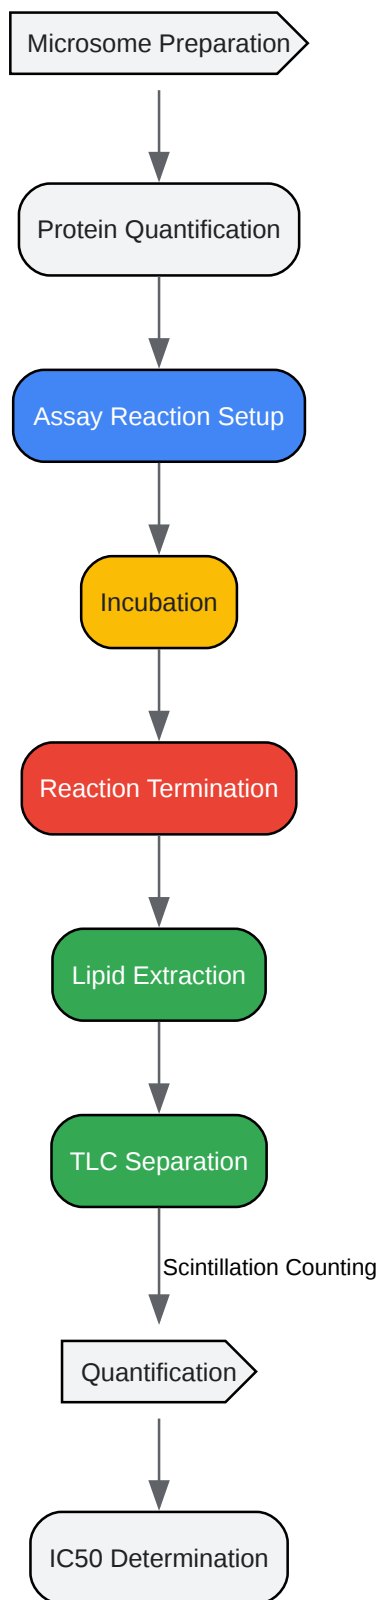 Microsome Preparation
Protein Quantification
Assay Reaction Setup
Incubation
Reaction Termination
Lipid Extraction
TLC Separation
Scintillation Counting
Quantification
IC50 Determination